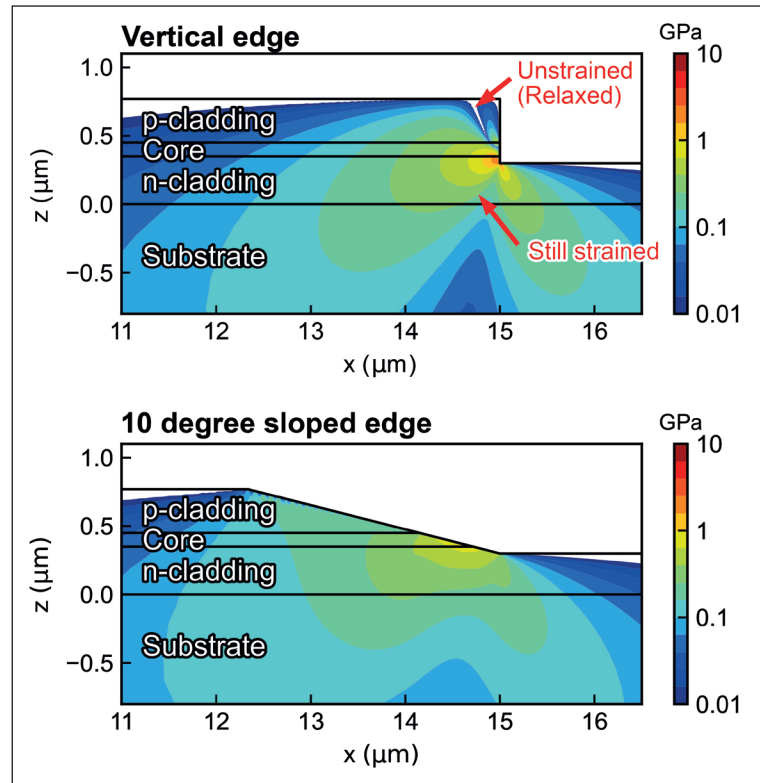 Vertical edge
GPa
1.0
0.5
0.0
−0.5
z (μm)
p-cladding
Core
n-cladding
Substrate
Unstrained
(Relaxed)
Still strained
10
1
0.1
0.01
11 12 13 14 15 16
x (μm)
10 degree sloped edge
GPa
1.0
0.5
0.0
−0.5
z (μm)
p-cladding
Core
n-cladding
Substrate
10
1
0.1
0.01
11 12 13 14 15 16
x (μm)